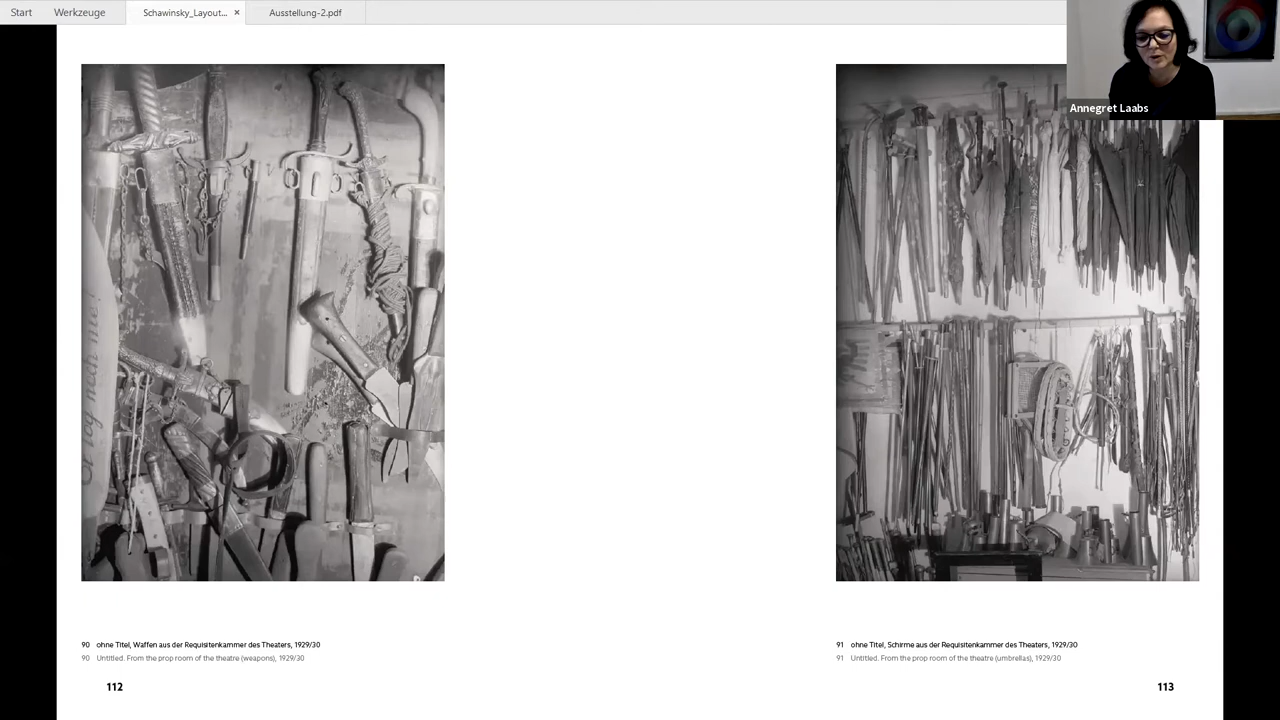 Start Werkzeuge Schawinsky_Layout... × Ausstellung-2.pdf
Annegret Laabs
90 ohne Titel, Waffen aus der Requisitenkammer des Theaters, 1929/30
90 Untitled. From the prop room of the theatre (weapons), 1929/30
112
91 ohne Titel, Schirme aus der Requisitenkammer des Theaters, 1929/30
91 Untitled. From the prop room of the theatre (umbrellas), 1929/30
113